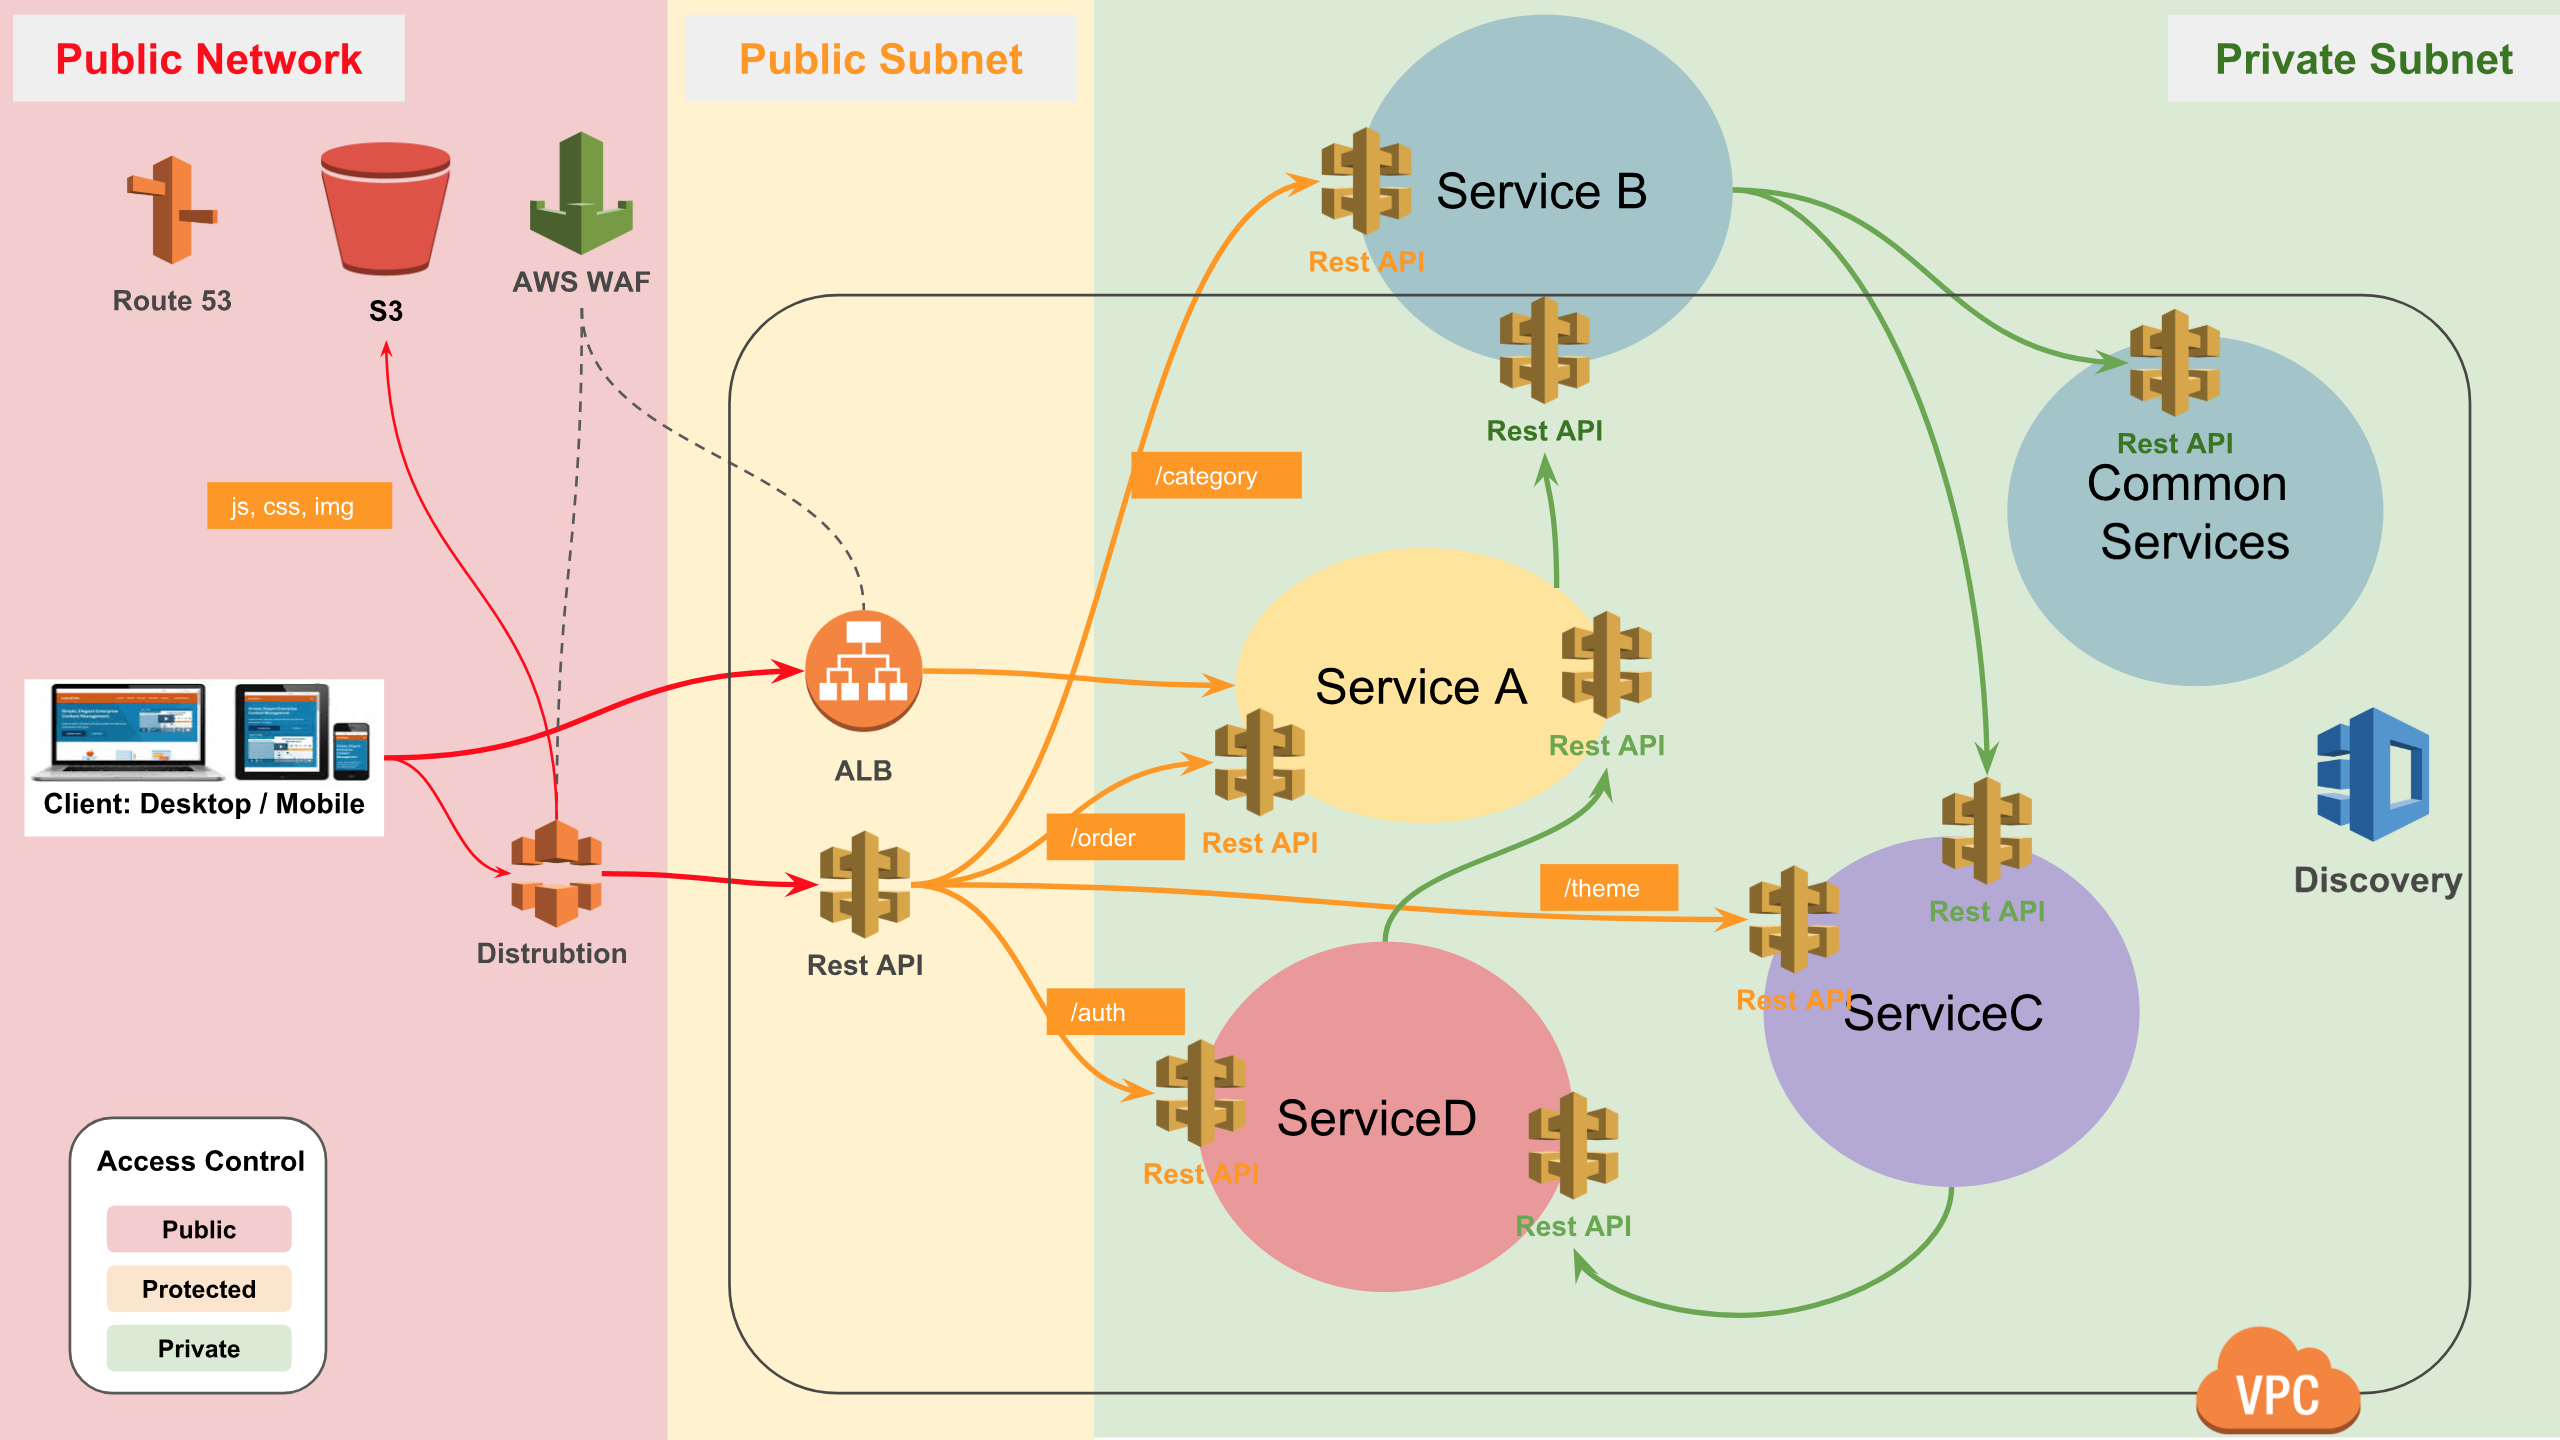 Public Network
Public Subnet
Private Subnet
Route 53
S3
AWS WAF
Service B
Rest API
Rest API
Rest API
Common
Services
js, css, img
/category
Client: Desktop / Mobile
ALB
Service A
Rest API
Rest API
/order
/theme
Discovery
Distrubtion
Rest API
Rest API
Rest API
ServiceC
/auth
ServiceD
Rest API
Rest API
Access Control
Public
Protected
Private
VPC